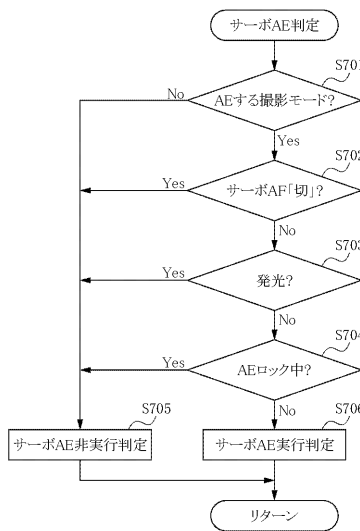 サーボAE判定
S701
AEする撮影モード?
No
Yes
S702
サーボAF「切」?
Yes
No
S703
発光?
Yes
No
S704
AEロック中?
Yes
No
S705
サーボAE非実行判定
S706
サーボAE実行判定
リターン